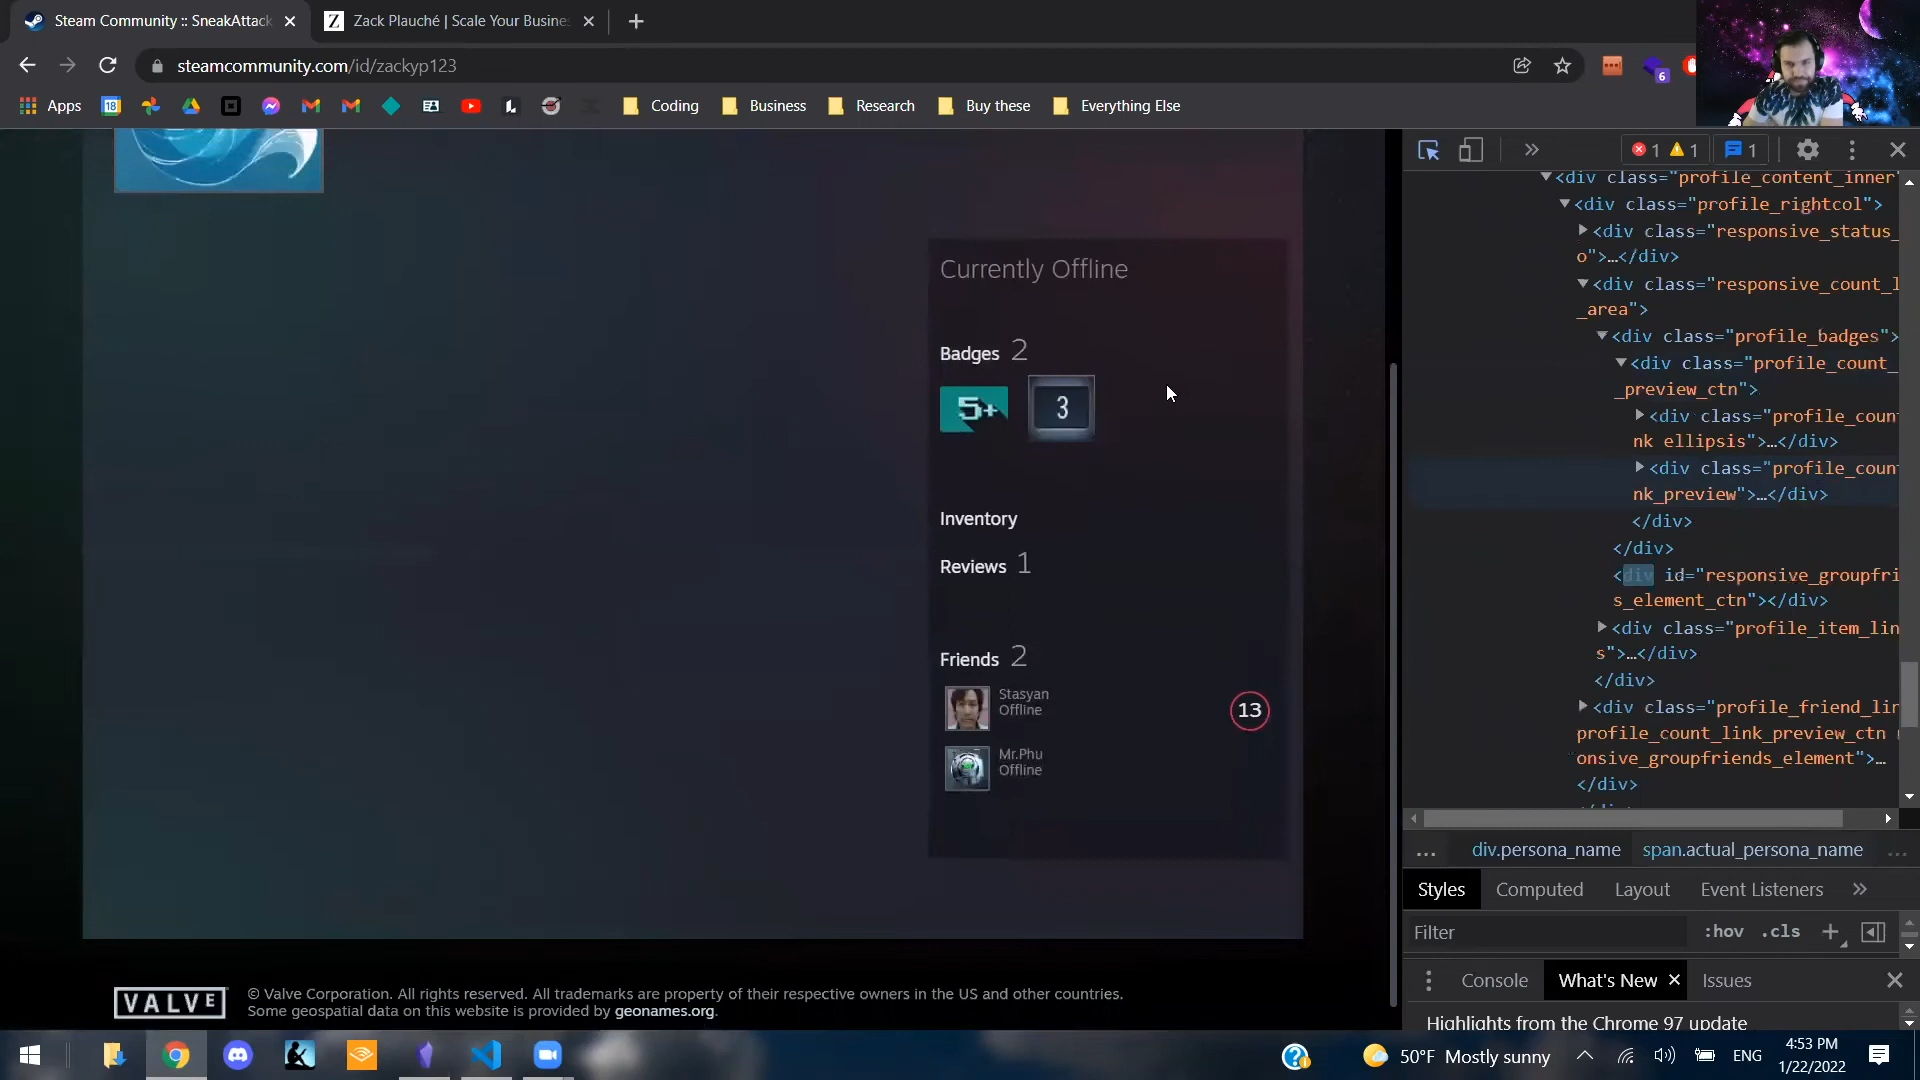 Steam Community :: SneakAttack
Zack Plauché | Scale Your Busine
steamcommunity.com/id/zackyp123
6
Apps
18
Coding
Business
Research
Buy these
Everything Else
1
1
1
Currently Offline
Badges 2
5+
3
Inventory
Reviews 1
Friends 2
Stasyan
Offline
13
Mr.Phu
Offline
VALVE
© Valve Corporation. All rights reserved. All trademarks are property of their respective owners in the US and other countries.
Some geospatial data on this website is provided by geonames.org.
<div class="profile_content_inner"
<div class="profile_rightcol">
<div class="responsive_status_
o">…</div>
<div class="responsive_count_l
_area">
<div class="profile_badges">
<div class="profile_count_
_preview_ctn">
<div class="profile_coun
nk ellipsis">…</div>
<div class="profile_coun
nk_preview">…</div>
</div>
</div>
<div id="responsive_groupfri
s_element_ctn"></div>
<div class="profile_item_lin
s">…</div>
</div>
<div class="profile_friend_lin
profile_count_link_preview_ctn
onsive_groupfriends_element">…
</div>
… div.persona_name span.actual_persona_name …
Styles Computed Layout Event Listeners »
Filter :hov .cls +
Console What's New × Issues
Highlights from the Chrome 97 update
50°F Mostly sunny
ENG
4:53 PM
1/22/2022